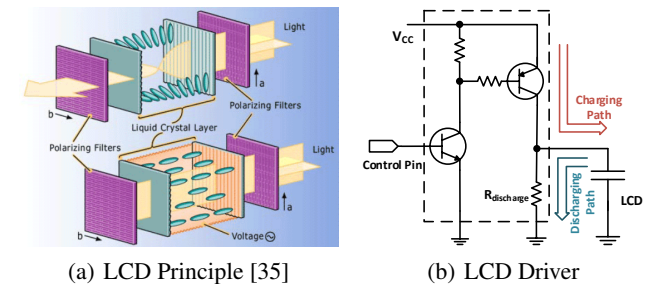 Light
a
b
Polarizing Filters
Liquid Crystal Layer
Polarizing Filters
Light
a
b
Voltage
(a) LCD Principle [35]
VCC
Charging
Path
Control Pin
Rdischarge
Discharging
Path
LCD
(b) LCD Driver